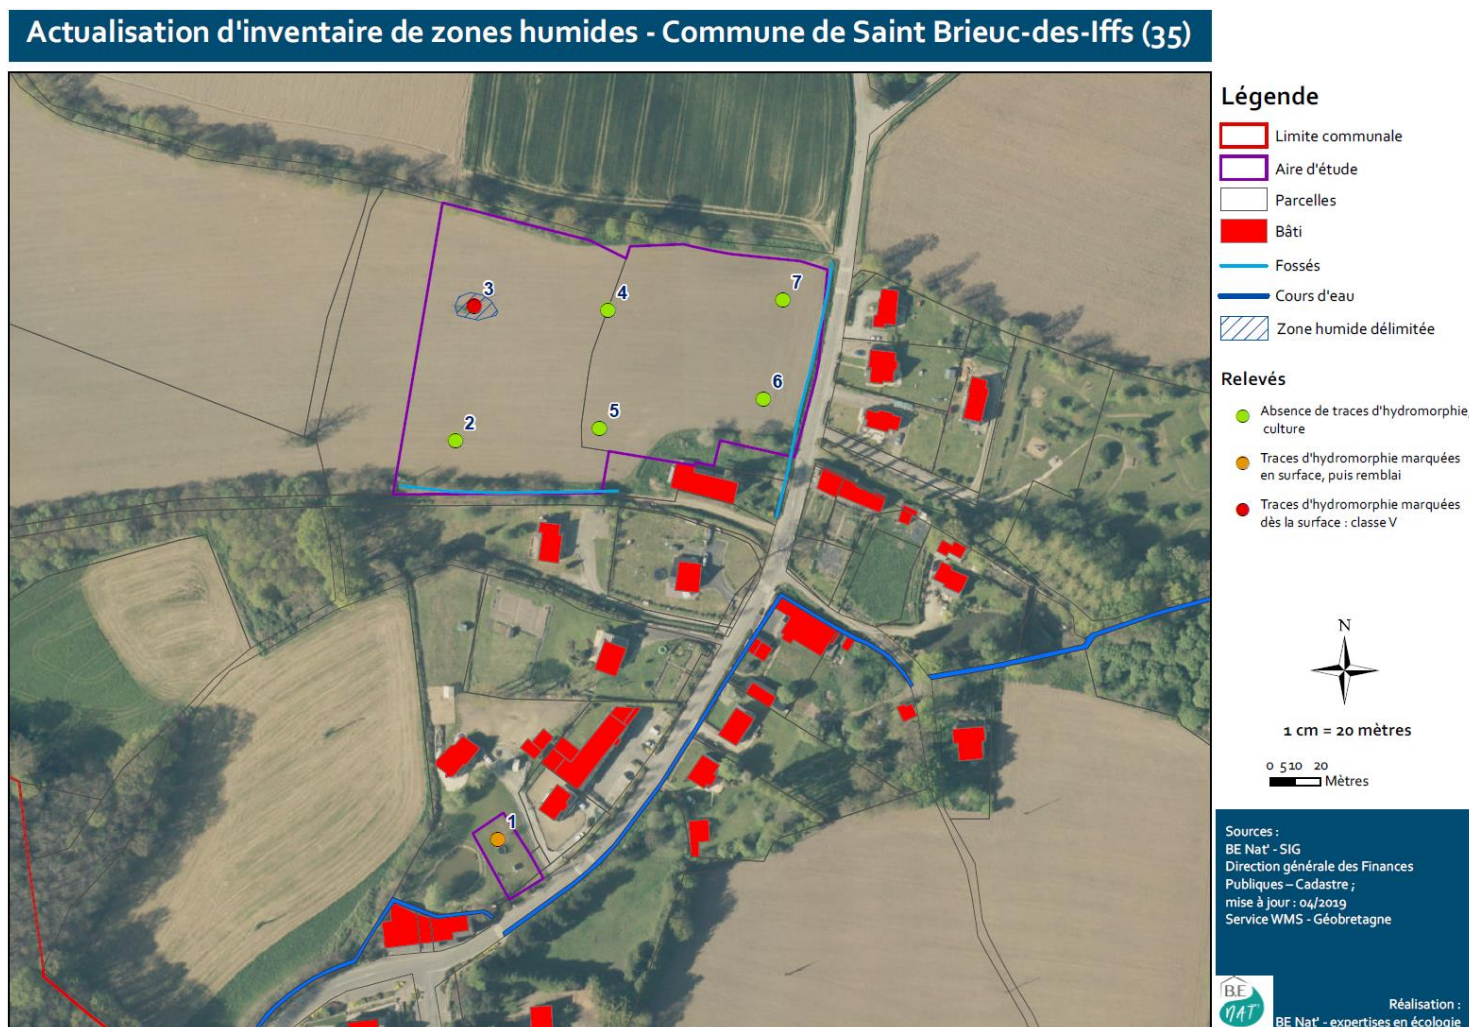 Actualisation d'inventaire de zones humides - Commune de Saint Brieuc-des-Iffs (35)
3
4
7
6
5
2
1
Légende
Limite communale
Aire d'étude
Parcelles
Bâti
Fossés
Cours d'eau
Zone humide délimitée
Relevés
Absence de traces d'hydromorphie,
culture
Traces d'hydromorphie marquées
en surface, puis remblai
Traces d'hydromorphie marquées
dès la surface : classe V
N
1 cm = 20 mètres
0 5 10 20
Mètres
Sources :
BE Nat' - SIG
Direction générale des Finances
Publiques – Cadastre ;
mise à jour : 04/2019
Service WMS - Géobretagne
B.E
NAT'
Réalisation :
BE Nat' - expertises en écologie